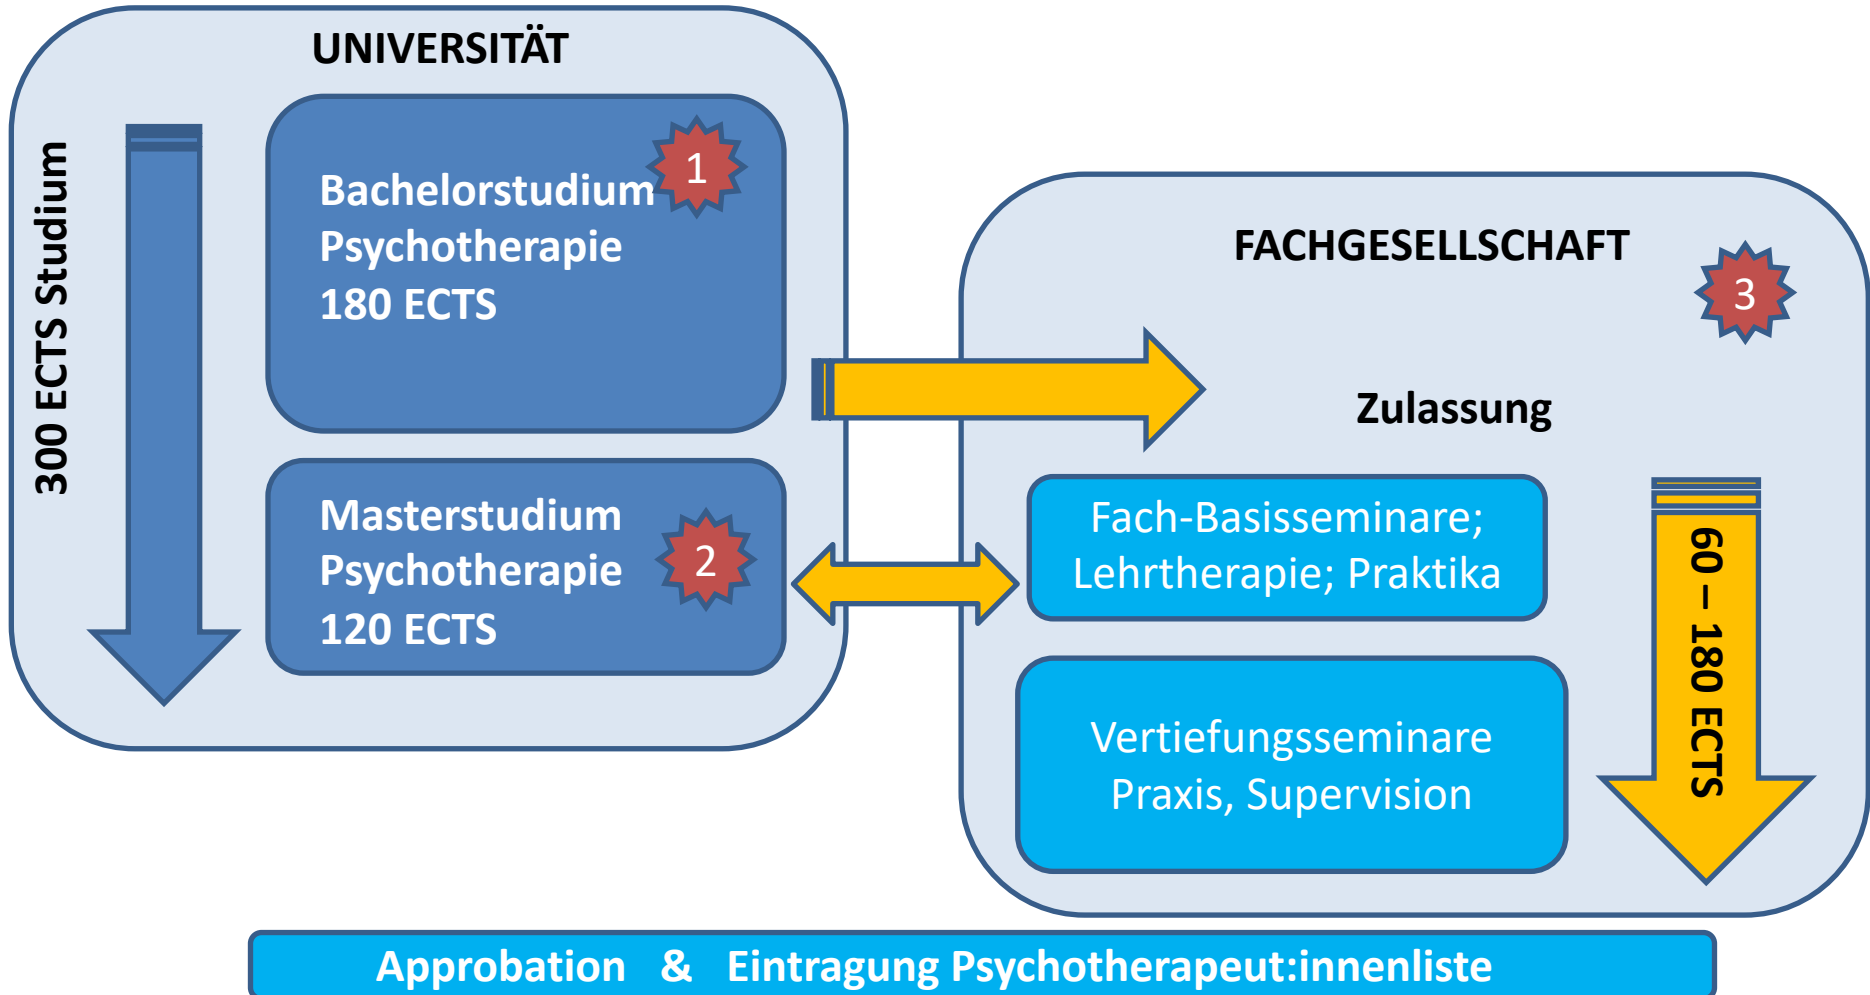 UNIVERSITÄT
300 ECTS Studium
Bachelorstudium
Psychotherapie
180 ECTS
1
Masterstudium
Psychotherapie
120 ECTS
2
FACHGESELLSCHAFT
3
Zulassung
Fach-Basisseminare;
Lehrtherapie; Praktika
Vertiefungsseminare
Praxis, Supervision
60 – 180 ECTS
Approbation & Eintragung Psychotherapeut:innenliste